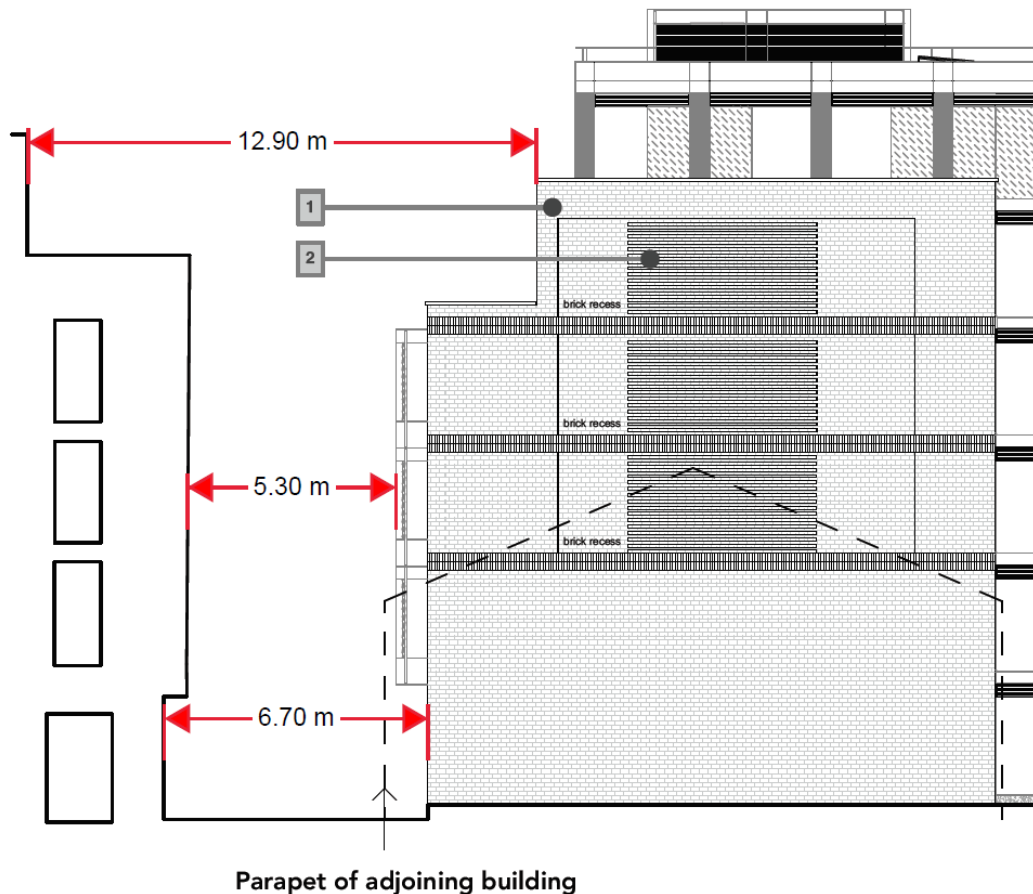 12.90 m
1
2
brick recess
brick recess
5.30 m
brick recess
6.70 m
Parapet of adjoining building